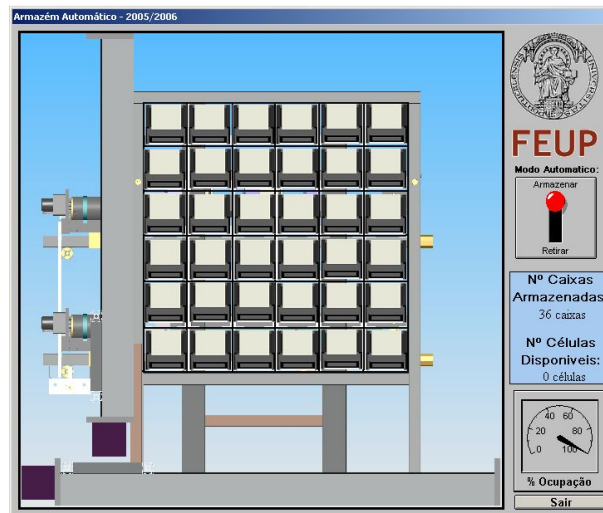 Armazém Automático - 2005/2006
FEUP
Modo Automatico:
Armazenar
Retirar
Nº Caixas
Armazenadas
36 caixas
Nº Células
Disponiveis:
0 células
0
20
40
60
80
100
% Ocupação
Sair